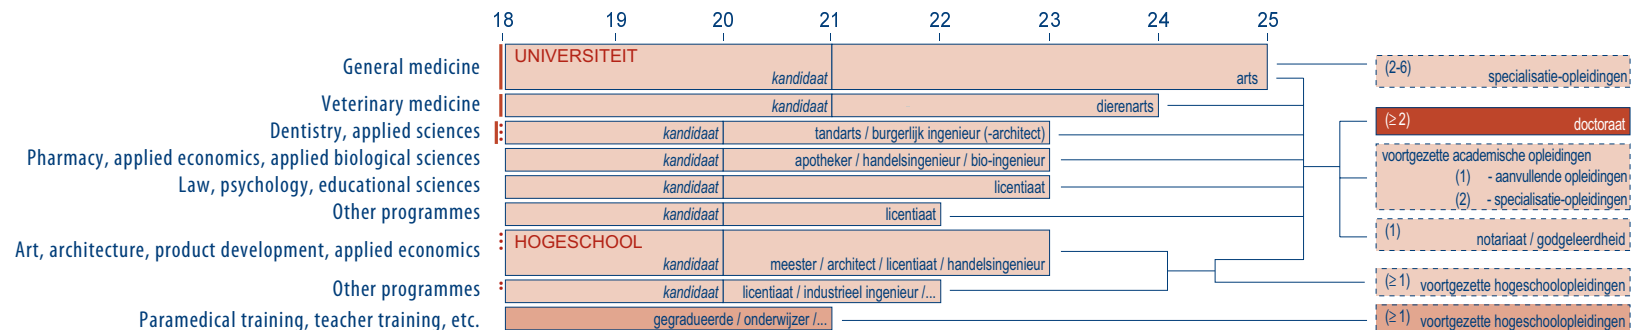 18 19 20 21 22 23 24 25
General medicine
UNIVERSITEIT
kandidaat
arts
(2-6)
specialisatie-opleidingen
Veterinary medicine
kandidaat
dierenarts
Dentistry, applied sciences
kandidaat
tandarts / burgerlijk ingenieur (-architect)
(≥ 2)
doctoraat
Pharmacy, applied economics, applied biological sciences
kandidaat
apotheker / handelsingenieur / bio-ingenieur
voortgezette academische opleidingen
(1) - aanvullende opleidingen
(2) - specialisatie-opleidingen
Law, psychology, educational sciences
kandidaat
licentiaat
Other programmes
kandidaat
licentiaat
(1)
notariaat / godgeleerdheid
Art, architecture, product development, applied economics
HOGESCHOOL
kandidaat
meester / architect / licentiaat / handelsingenieur
Other programmes
kandidaat
licentiaat / industrieel ingenieur /...
(≥ 1) voortgezette hogeschoolopleidingen
Paramedical training, teacher training, etc.
gegradueerde / onderwijzer /...
(≥ 1) voortgezette hogeschoolopleidingen